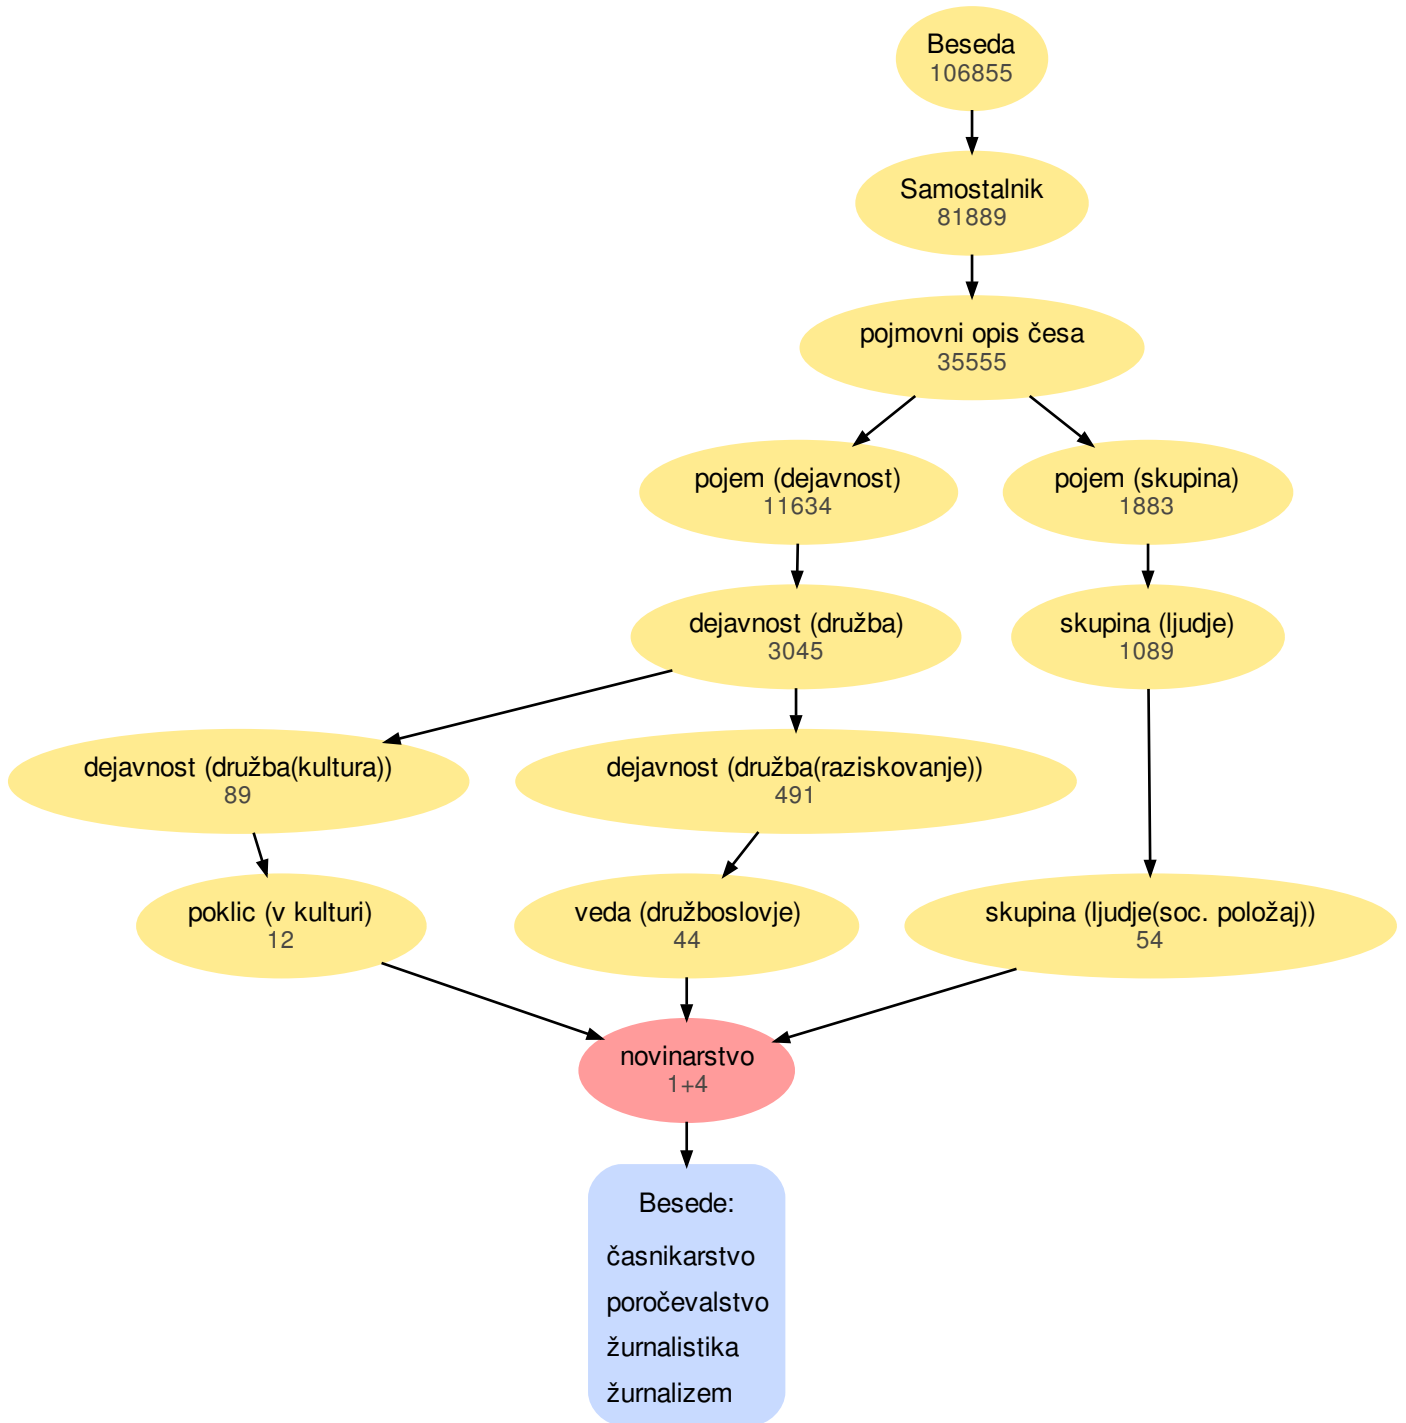 Beseda
106855
Samostalnik
81889
pojmovni opis česa
35555
pojem (dejavnost)
11634
pojem (skupina)
1883
dejavnost (družba)
3045
skupina (ljudje)
1089
dejavnost (družba(kultura))
89
dejavnost (družba(raziskovanje))
491
poklic (v kulturi)
12
veda (družboslovje)
44
skupina (ljudje(soc. položaj))
54
novinarstvo
1+4
Besede:
časnikarstvo
poročevalstvo
žurnalistika
žurnalizem